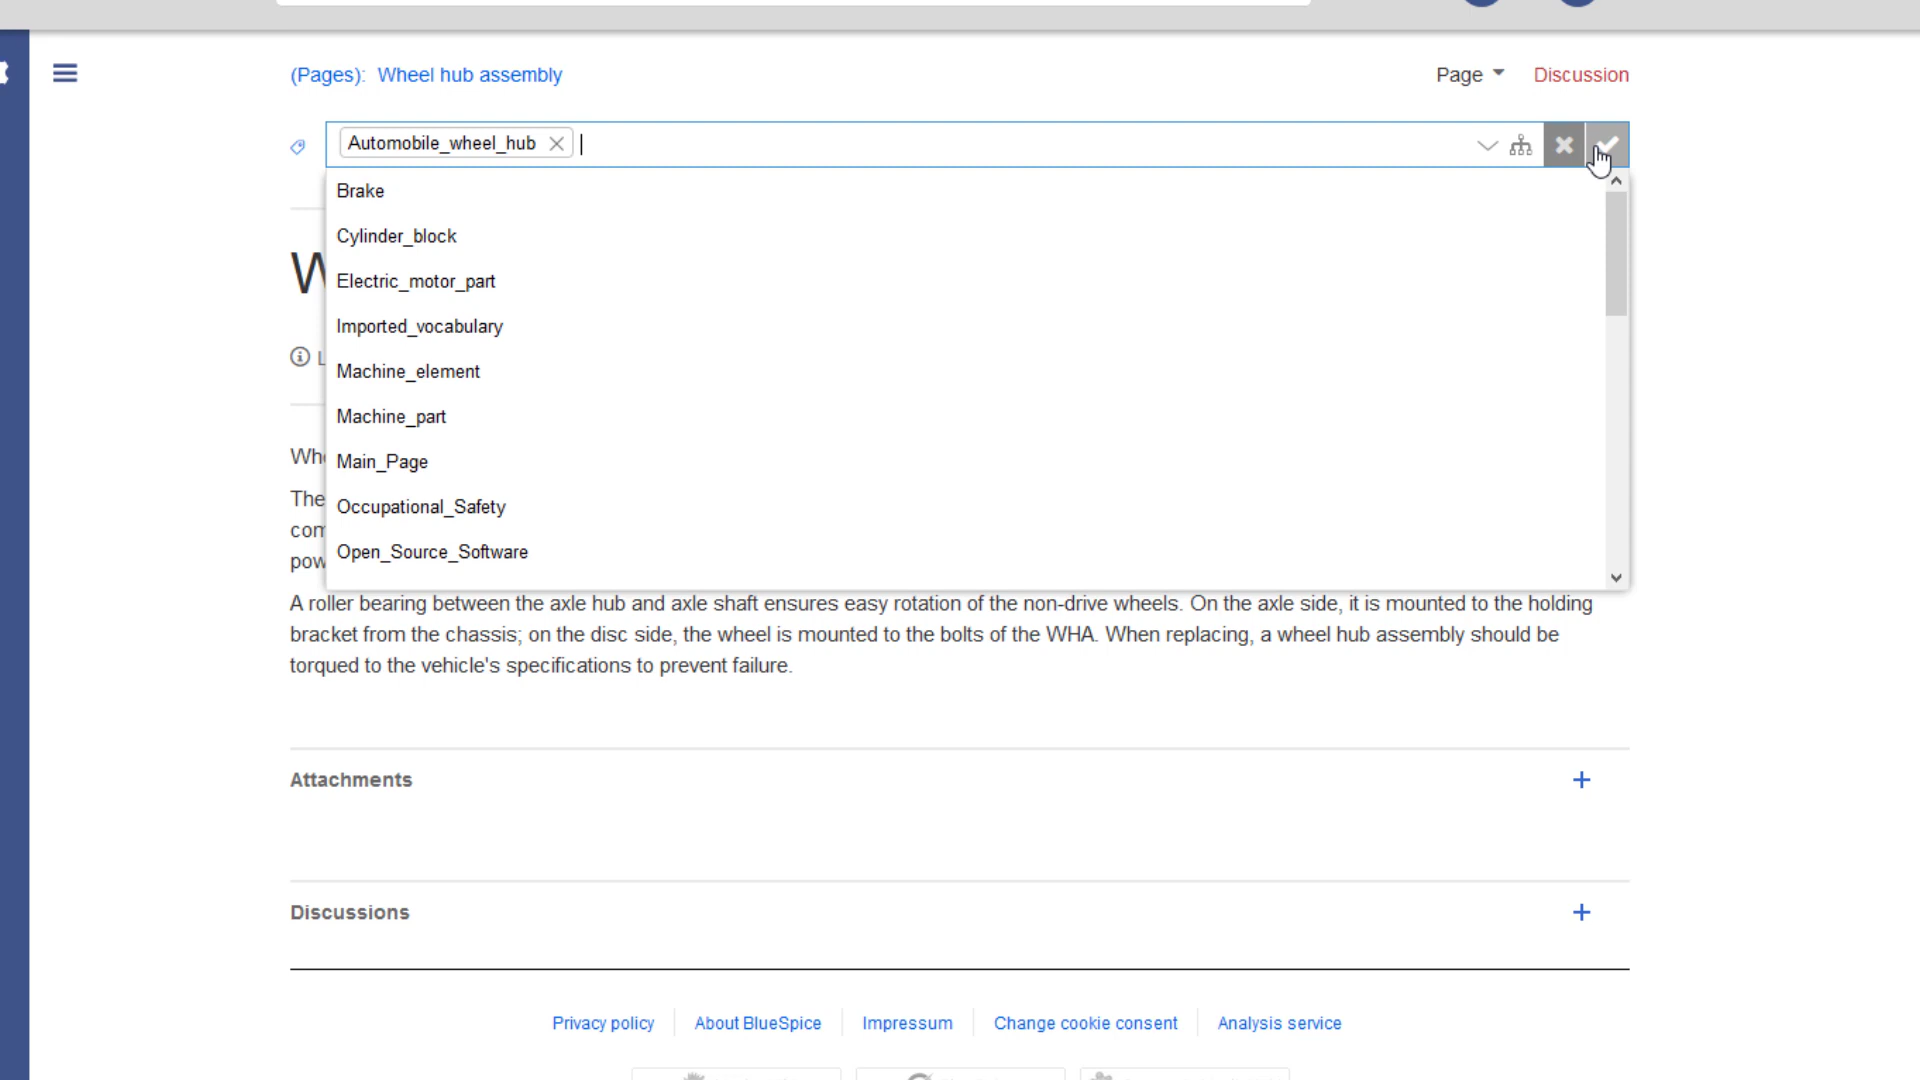 (Pages): Wheel hub assembly
Page
Discussion
Automobile_wheel_hub
Brake
Cylinder_block
Electric_motor_part
Imported_vocabulary
Machine_element
Machine_part
Main_Page
Occupational_Safety
Open_Source_Software
The
A roller bearing between the axle hub and axle shaft ensures easy rotation of the non-drive wheels. On the axle side, it is mounted to the holding
bracket from the chassis; on the disc side, the wheel is mounted to the bolts of the WHA. When replacing, a wheel hub assembly should be
torqued to the vehicle's specifications to prevent failure.
Attachments
Discussions
Privacy policy
About BlueSpice
Impressum
Change cookie consent
Analysis service